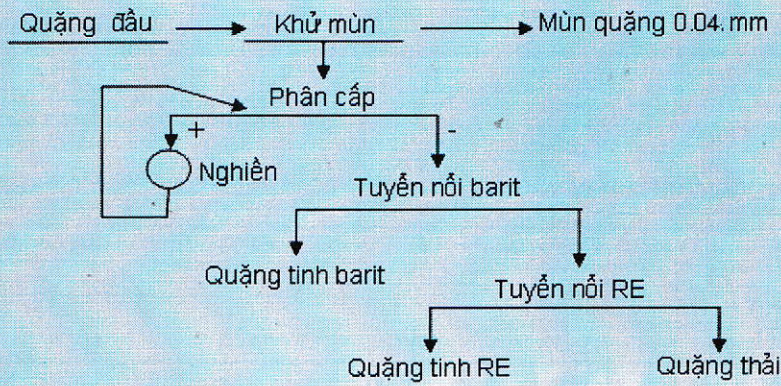 Quặng đầu Khử mùn Mùn quặng 0.04.mm
Phân cấp
+ -
Nghiền
Tuyển nổi barit
Quặng tinh barit
Tuyển nổi RE
Quặng tinh RE Quặng thải